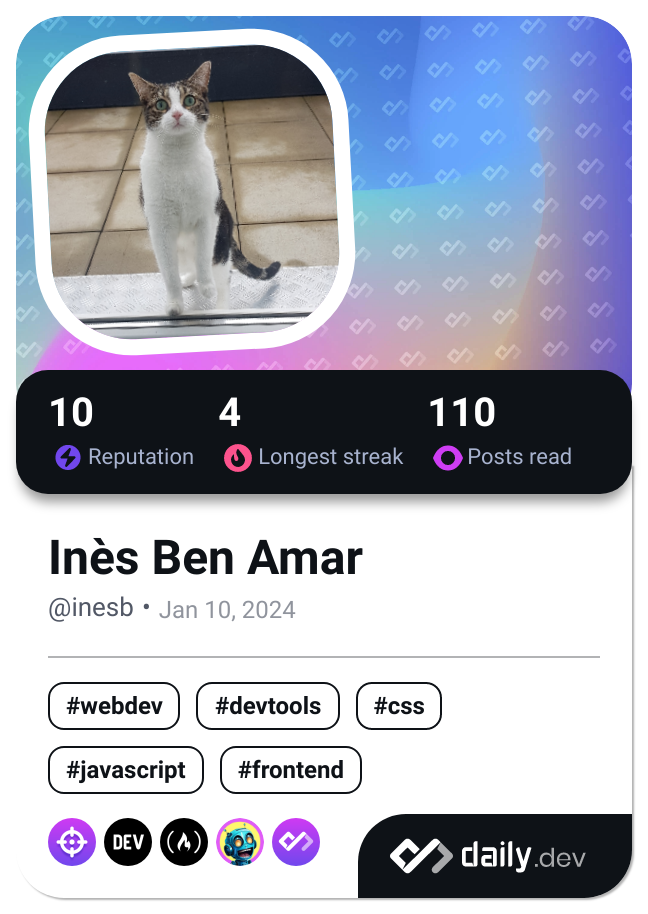 10 4 110
Reputation Longest streak Posts read
Inès Ben Amar
@inesb • Jan 10, 2024
#webdev #devtools #css
#javascript #frontend
DEV
daily.dev